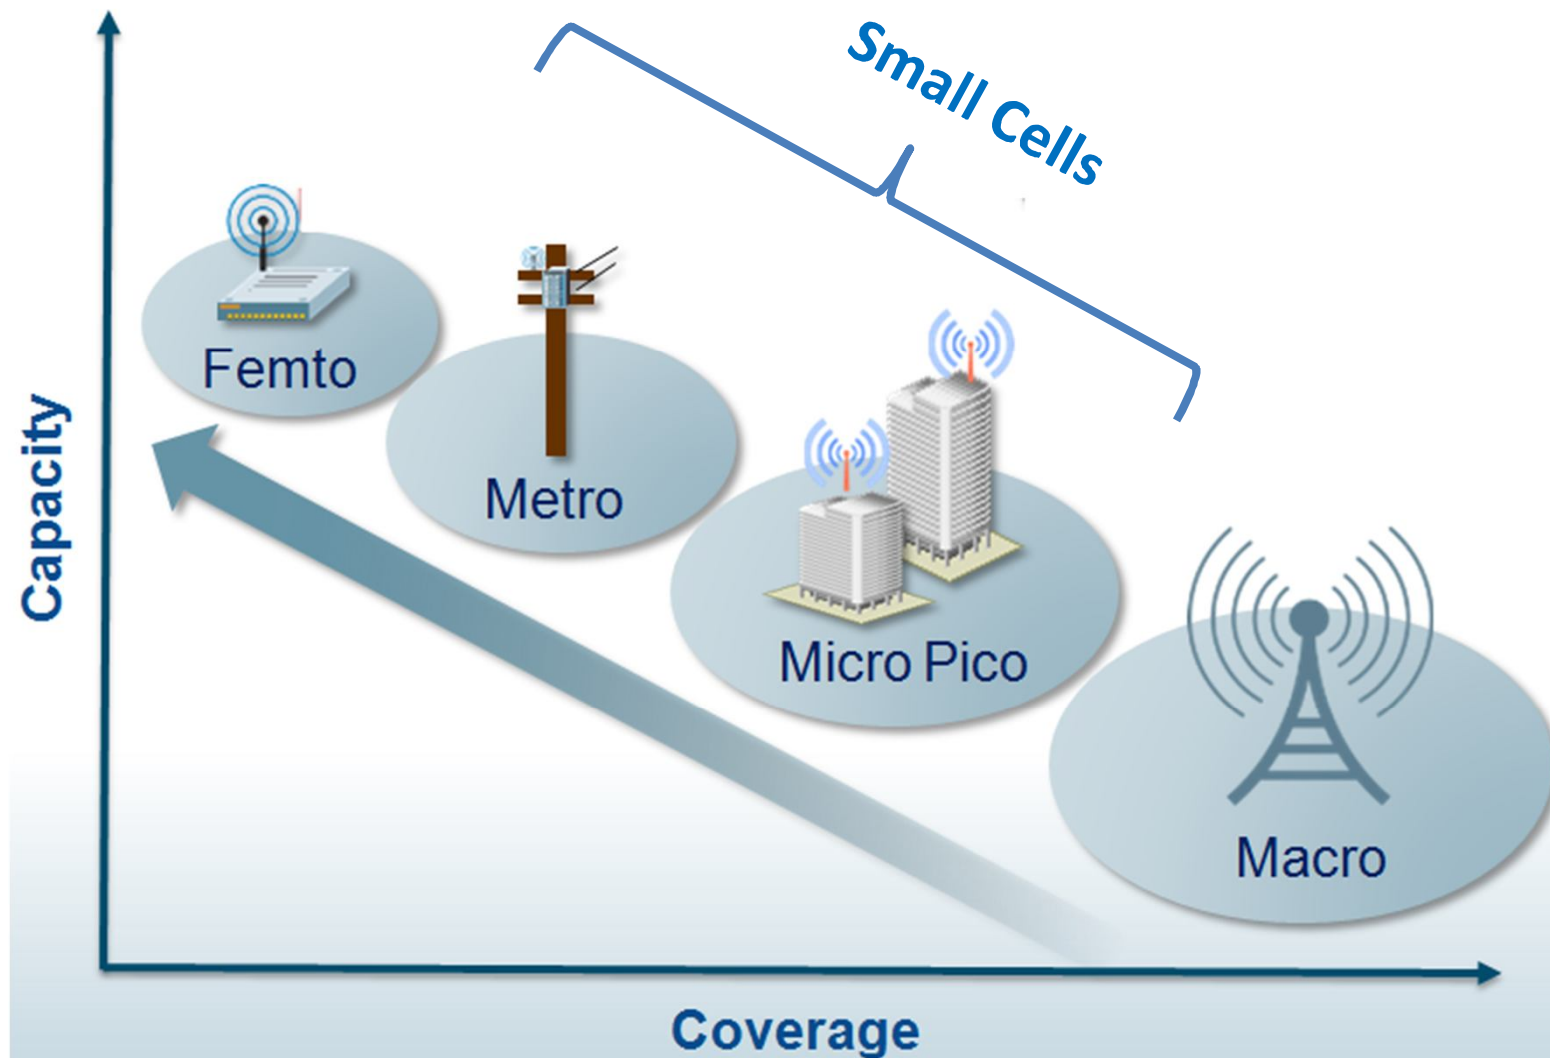 Small Cells
Femto
Metro
Micro Pico
Macro
Capacity
Coverage